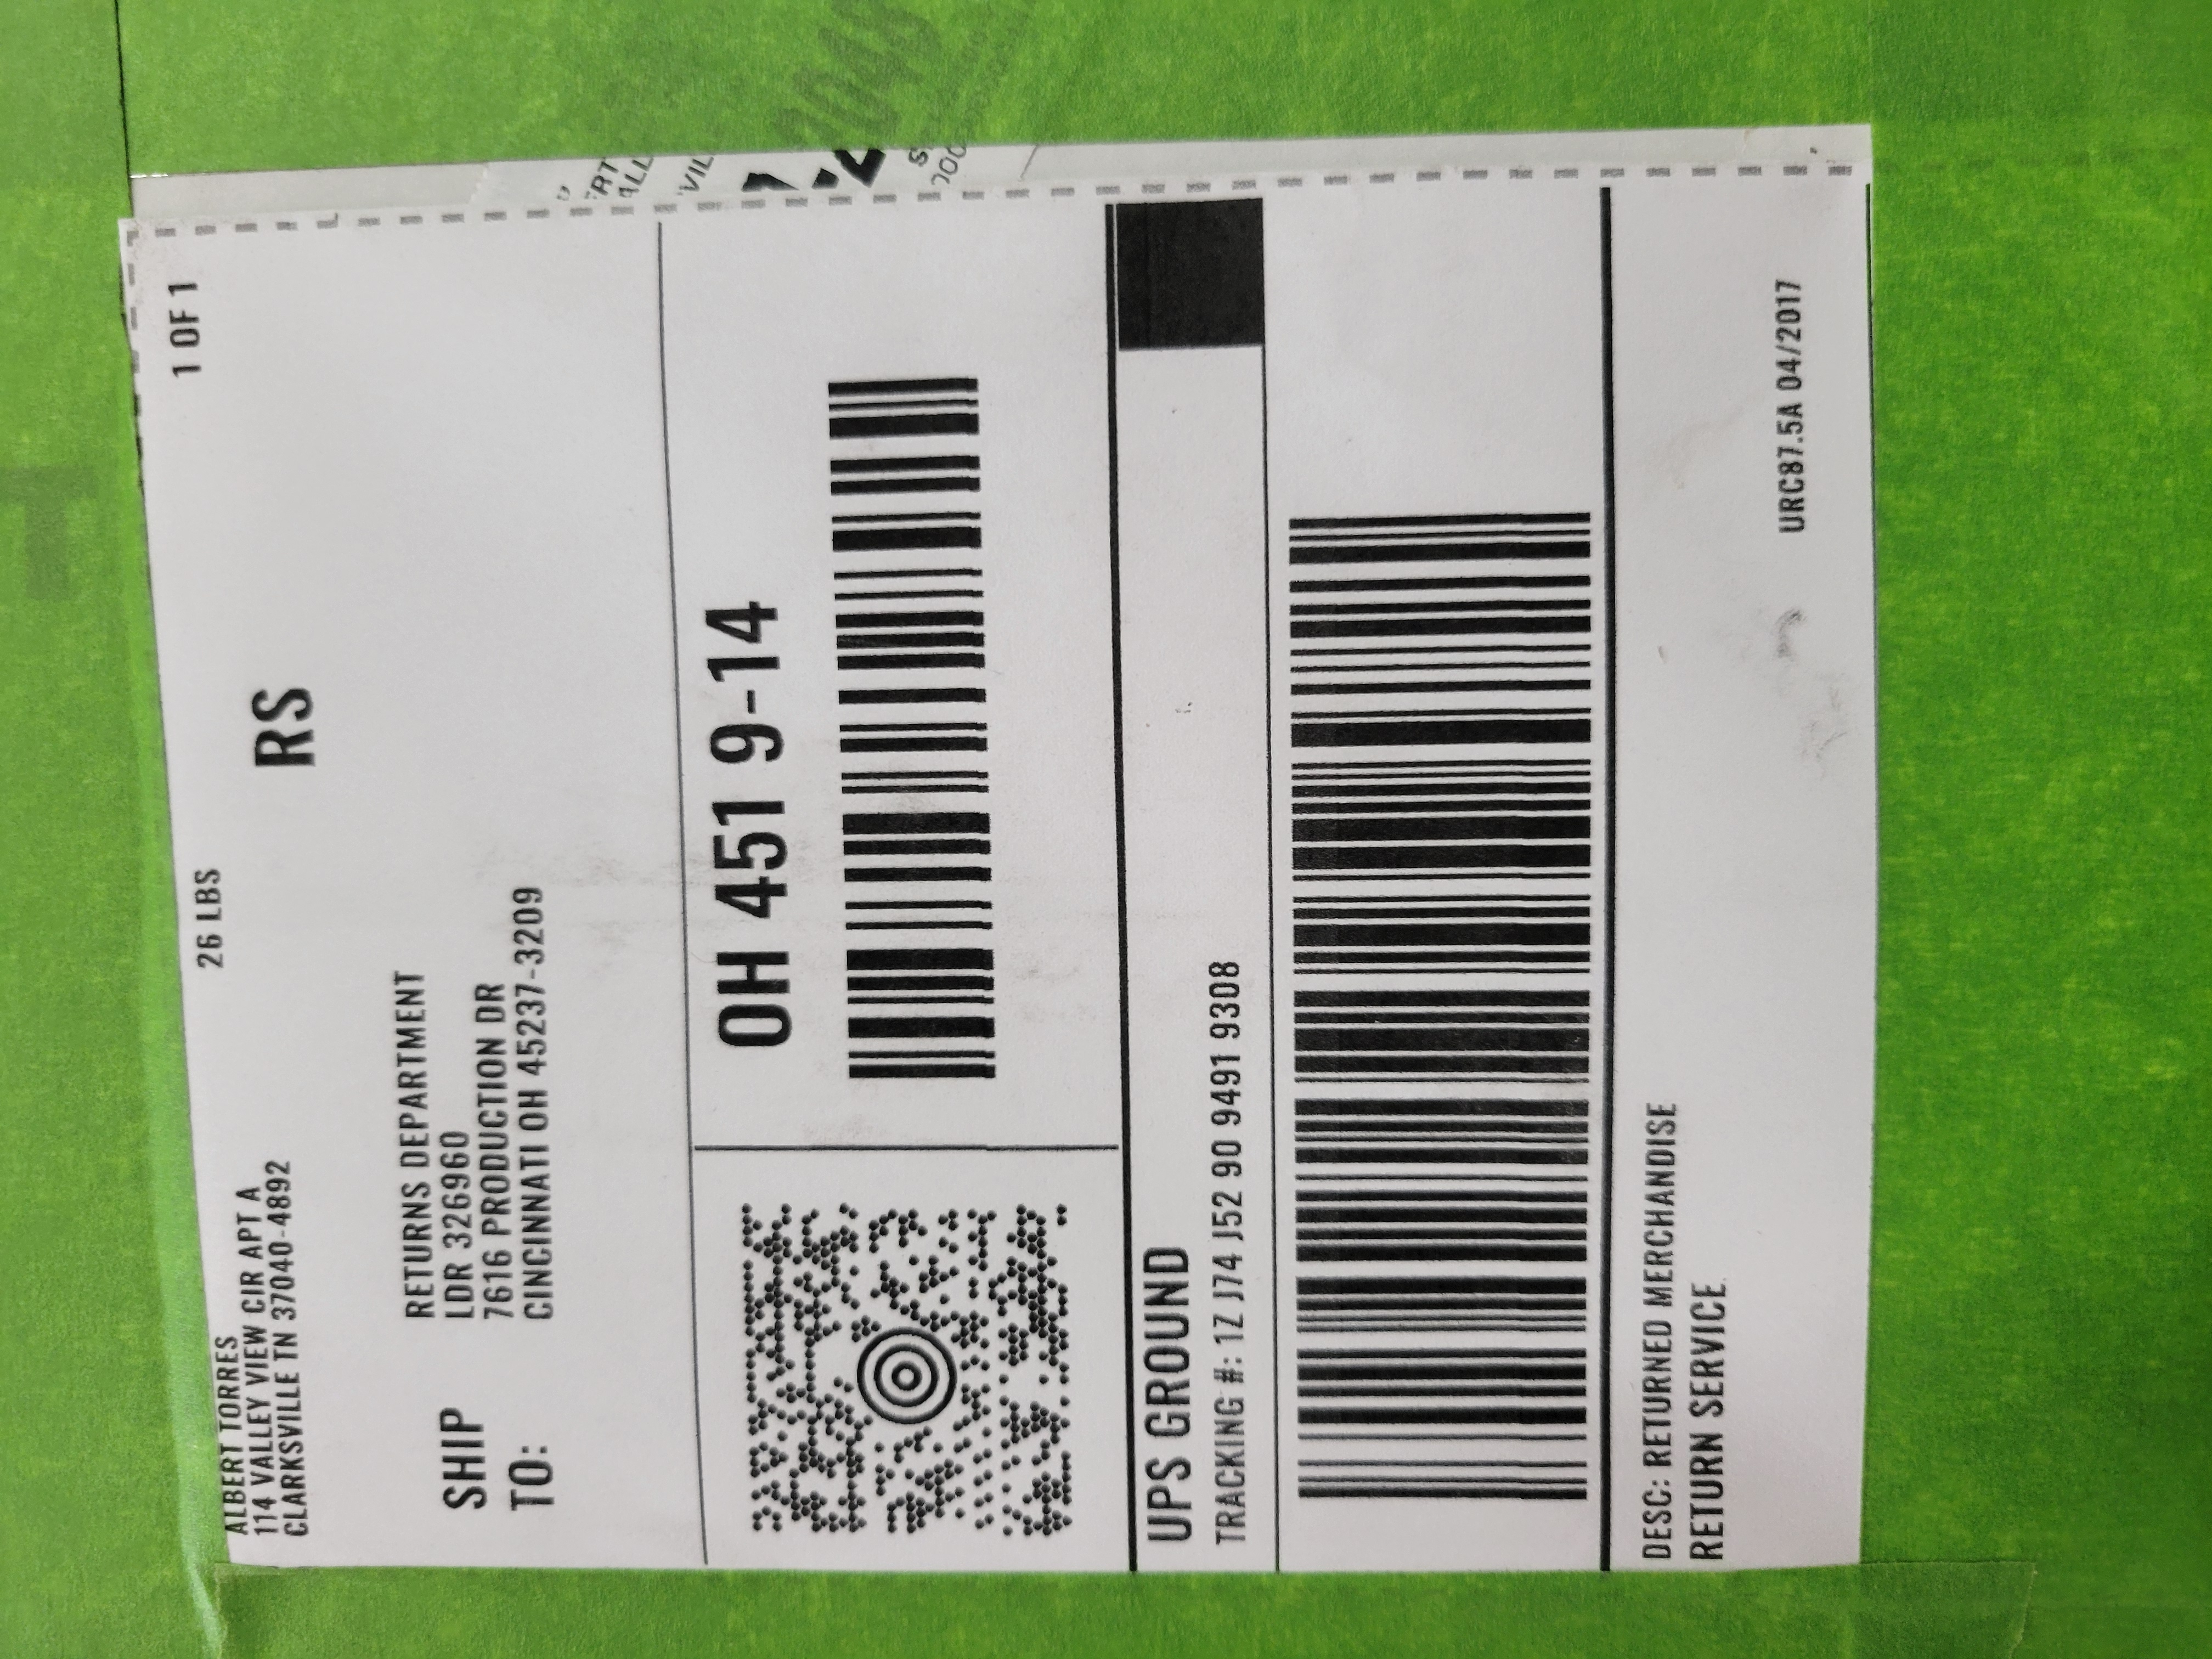 ALBERT TORRES
114 VALLEY VIEW CIR APT A
CLARKSVILLE TN 37040-4892
26 LBS
1 OF 1
RS
SHIP
TO:
RETURNS DEPARTMENT
LDR 326960
7616 PRODUCTION DR
CINCINNATI OH 45237-3209
OH 451 9-14
UPS GROUND
TRACKING #: 1Z J74 J52 90 9491 9308
DESC: RETURNED MERCHANDISE
RETURN SERVICE
URC87.5A 04/2017